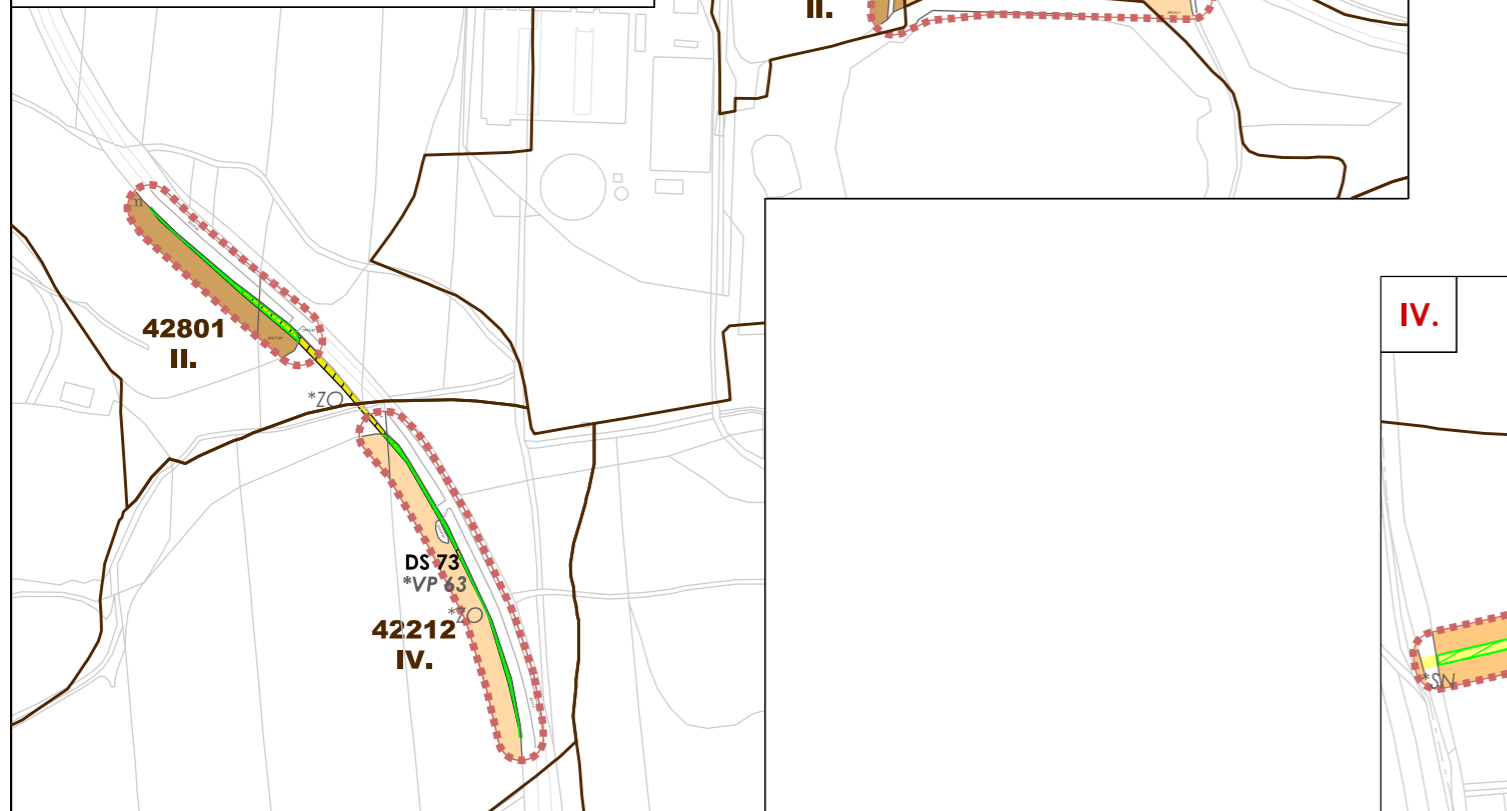 II.
n
42801
II.
*ZO
IV.
DS 73
*VP 63
*ZO
42212
IV.
*SN